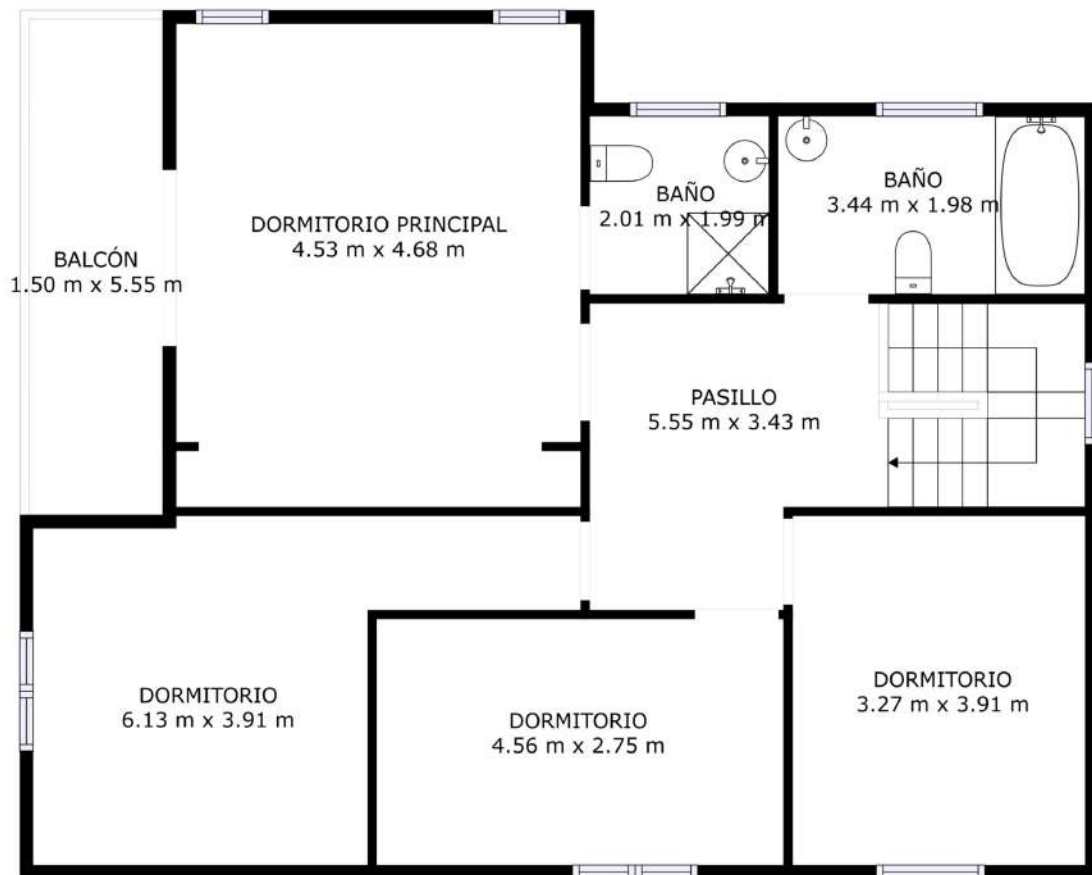 DORMITORIO PRINCIPAL
4.53 m x 4.68 m
BALCÓN
1.50 m x 5.55 m
BAÑO
2.01 m x 1.99 m
BAÑO
3.44 m x 1.98 m
PASILLO
5.55 m x 3.43 m
DORMITORIO
6.13 m x 3.91 m
DORMITORIO
4.56 m x 2.75 m
DORMITORIO
3.27 m x 3.91 m